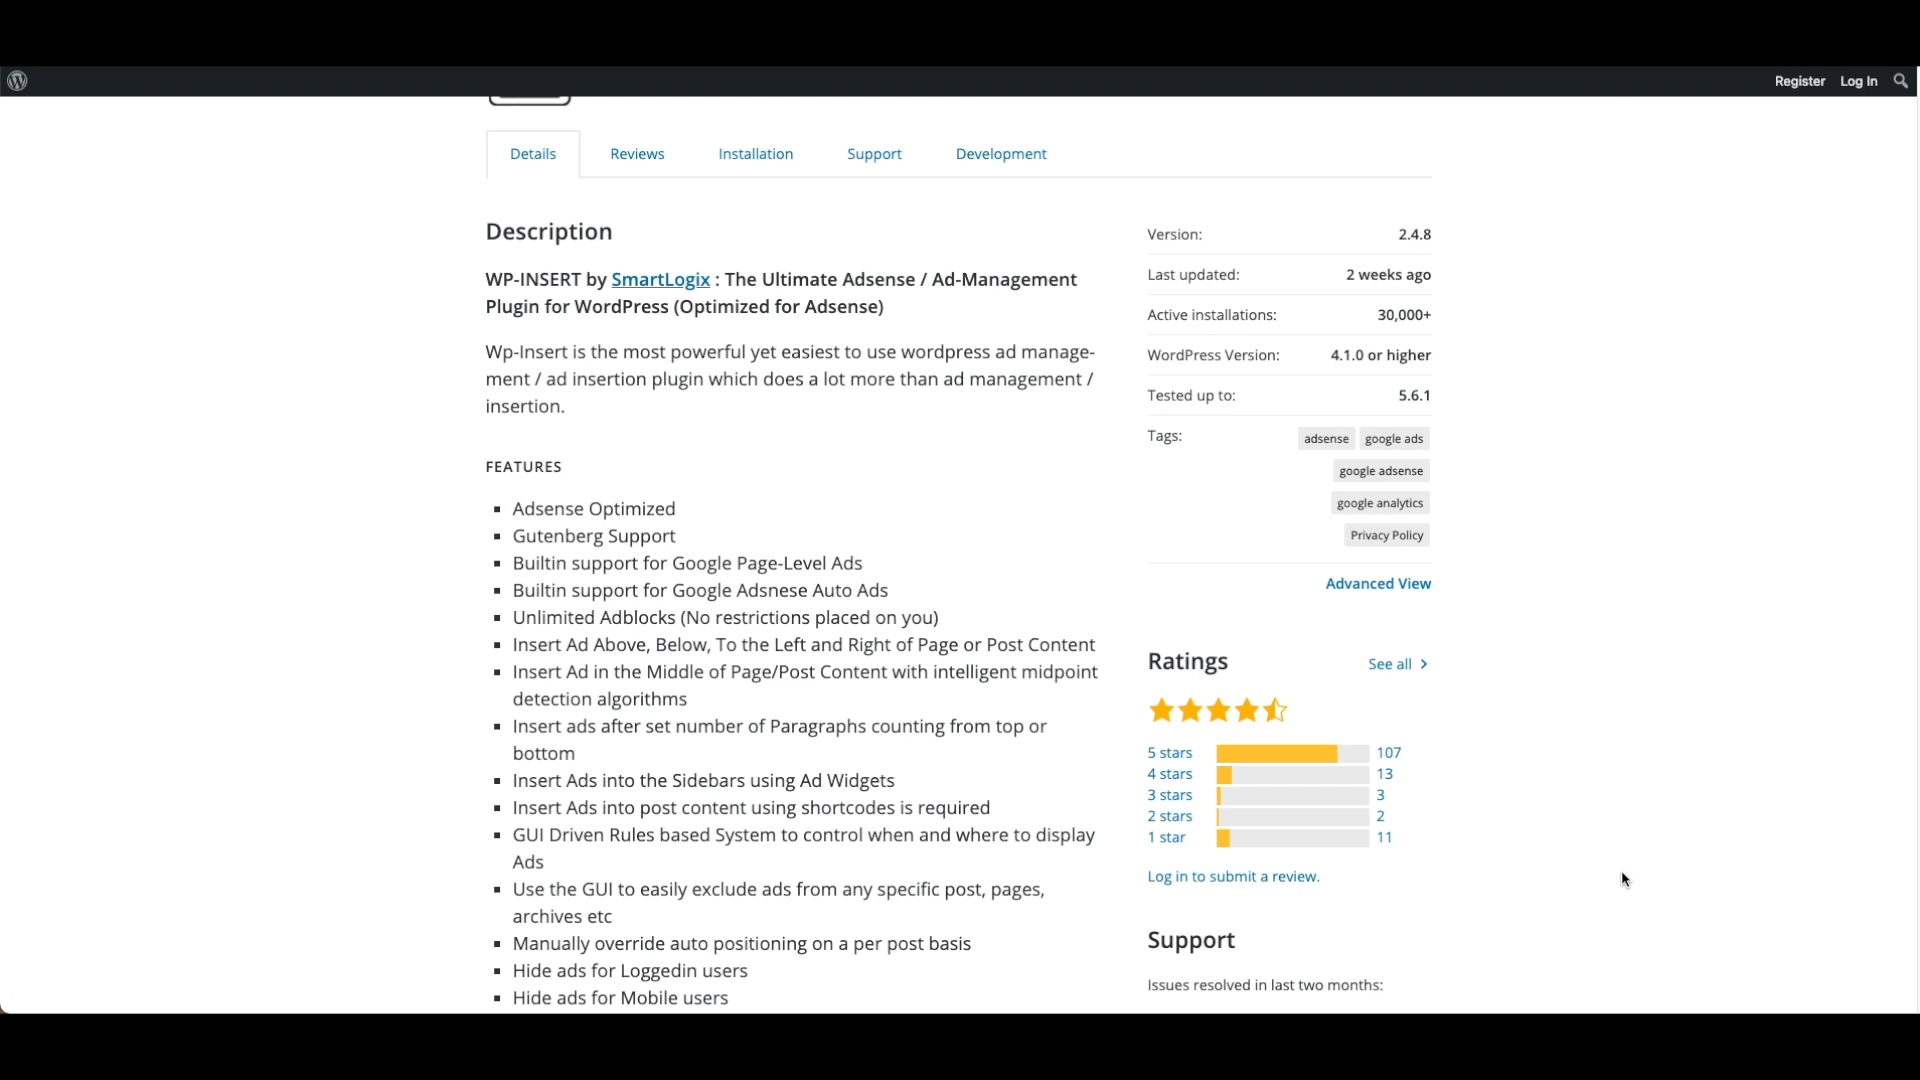 Register Log In
Details Reviews Installation Support Development
Description
WP-INSERT by SmartLogix : The Ultimate Adsense / Ad-Management
Plugin for WordPress (Optimized for Adsense)
Wp-Insert is the most powerful yet easiest to use wordpress ad manage-
ment / ad insertion plugin which does a lot more than ad management /
insertion.
FEATURES
Adsense Optimized
Gutenberg Support
Builtin support for Google Page-Level Ads
Builtin support for Google Adsnese Auto Ads
Unlimited Adblocks (No restrictions placed on you)
Insert Ad Above, Below, To the Left and Right of Page or Post Content
Insert Ad in the Middle of Page/Post Content with intelligent midpoint
detection algorithms
Insert ads after set number of Paragraphs counting from top or
bottom
Insert Ads into the Sidebars using Ad Widgets
Insert Ads into post content using shortcodes is required
GUI Driven Rules based System to control when and where to display
Ads
Use the GUI to easily exclude ads from any specific post, pages,
archives etc
Manually override auto positioning on a per post basis
Hide ads for Loggedin users
Hide ads for Mobile users
Version: 2.4.8
Last updated: 2 weeks ago
Active installations: 30,000+
WordPress Version: 4.1.0 or higher
Tested up to: 5.6.1
Tags: adsense google ads
google adsense
google analytics
Privacy Policy
Advanced View
Ratings See all
5 stars 107
4 stars 13
3 stars 3
2 stars 2
1 star 11
Log in to submit a review.
Support
Issues resolved in last two months: